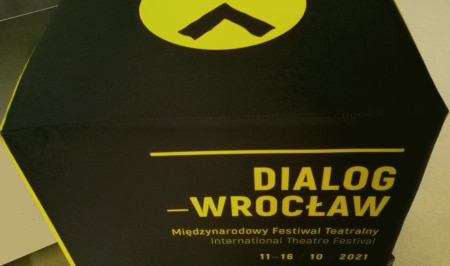 DIALOG
—WROCŁAW
Międzynarodowy Festiwal Teatralny
International Theatre Festival
11–16 10 2021